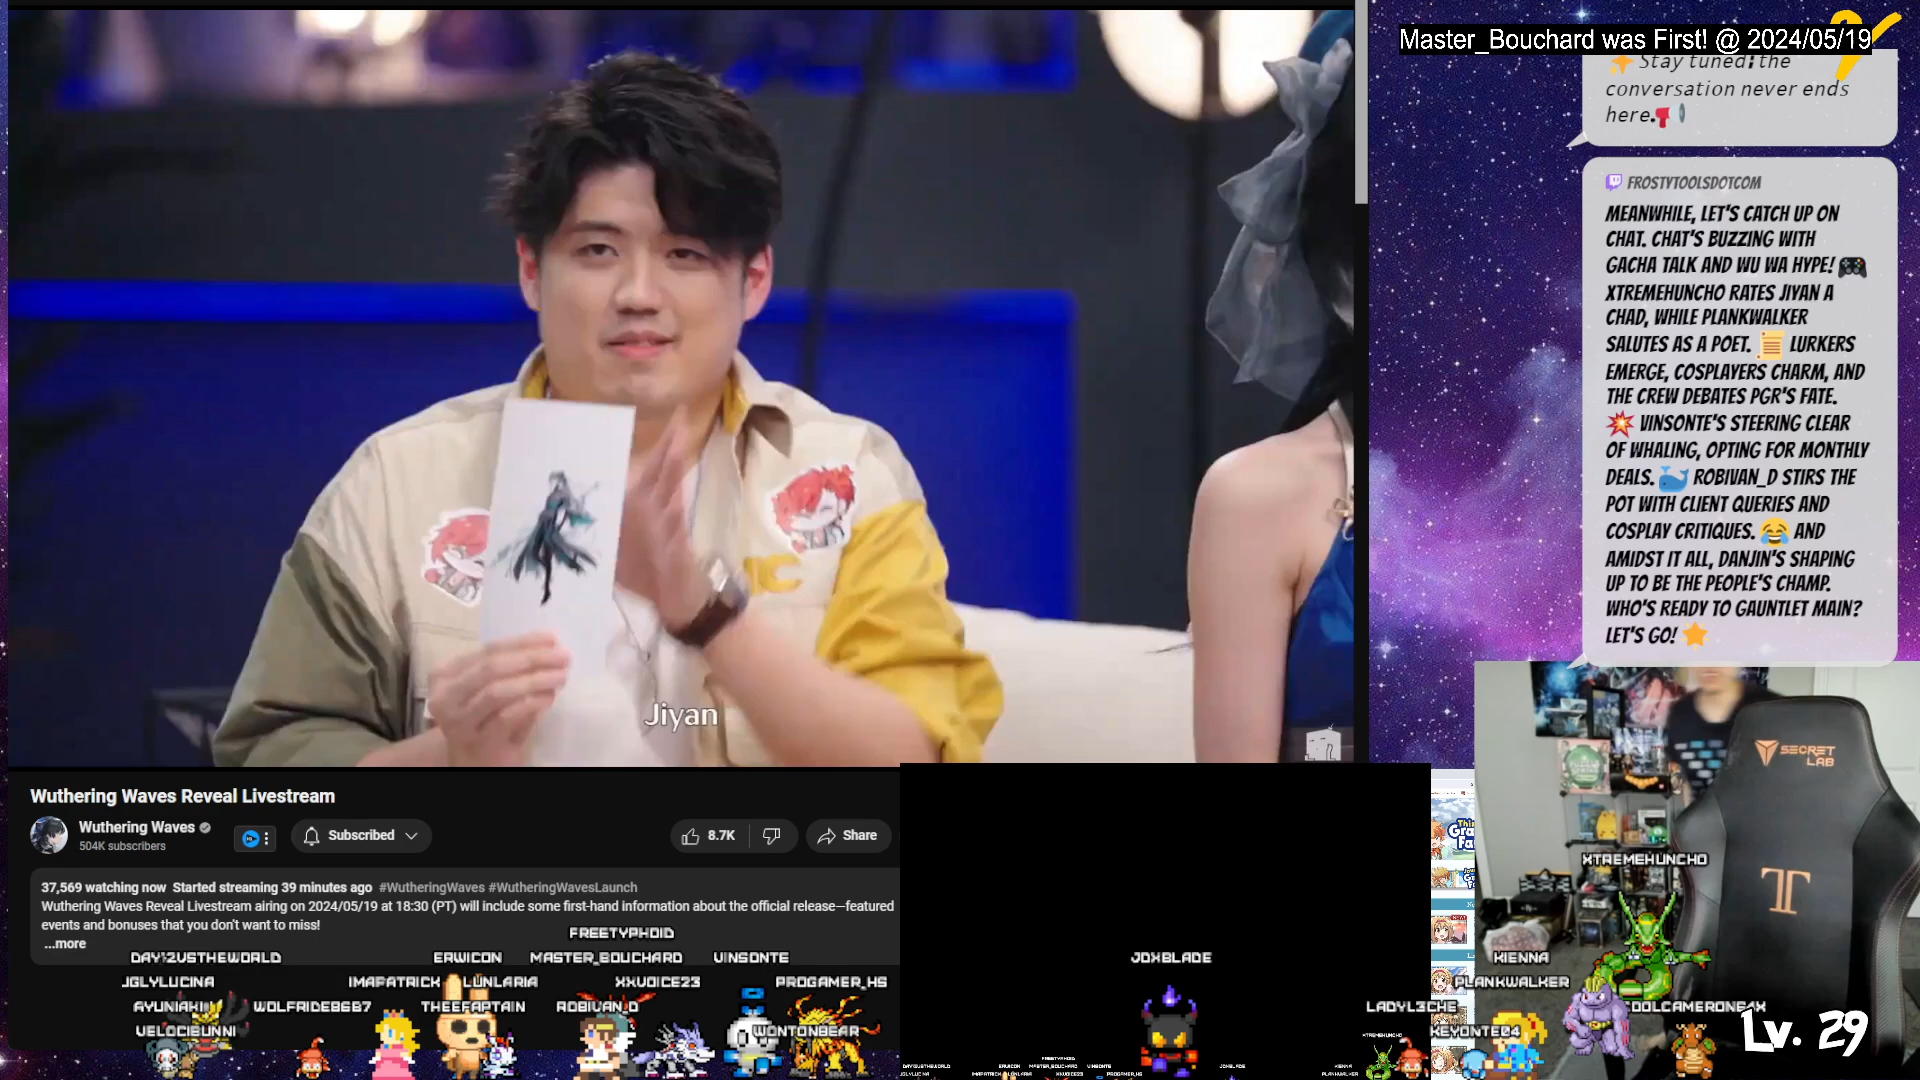 Master_Bouchard was First! @ 2024/05/19
Stay tuned; the
conversation never ends
here.
FROSTYTOOLSDOTCOM
MEANWHILE, LET'S CATCH UP ON
CHAT. CHAT'S BUZZING WITH
GACHA TALK AND WU WA HYPE!
XTREMEHUNCHO RATES JIYAN A
CHAD, WHILE PLANKWALKER
SALUTES AS A POET. LURKERS
EMERGE, COSPLAYERS CHARM, AND
THE CREW DEBATES PGR'S FATE.
VINSONTE'S STEERING CLEAR
OF WHALING, OPTING FOR MONTHLY
DEALS. ROBIVAN_D STIRS THE
POT WITH CLIENT QUERIES AND
COSPLAY CRITIQUES. AND
AMIDST IT ALL, DANJIN'S SHAPING
UP TO BE THE PEOPLE'S CHAMP.
WHO'S READY TO GAUNTLET MAIN?
LET'S GO!
Jiyan
Wuthering Waves Reveal Livestream
Wuthering Waves
504K subscribers
Subscribed
8.7K
Share
37,569 watching now Started streaming 39 minutes ago #WutheringWaves #WutheringWavesLaunch
Wuthering Waves Reveal Livestream airing on 2024/05/19 at 18:30 (PT) will include some first-hand information about the official release—featured
events and bonuses that you don't want to miss!
...more
FREETYPHOID
DAY12VSTHEWORLD
ERWICON
MASTER_BOUCHARD
VINSONTE
JGLYLUCINA
IMAPATRICK
LUNLARIA
XXVOICE23
PROGAMER_HS
WOLFRIDE8687
THEEFAPTAIN
ROBIVAN_D
VELOCIBUNNI
WONTONBEAR
JDXBLADE
SECRET
LAB
XTREMEHUNCHO
KIENNA
PLANKWALKER
LADYL3CHE
KEYONTE04
Lv. 29